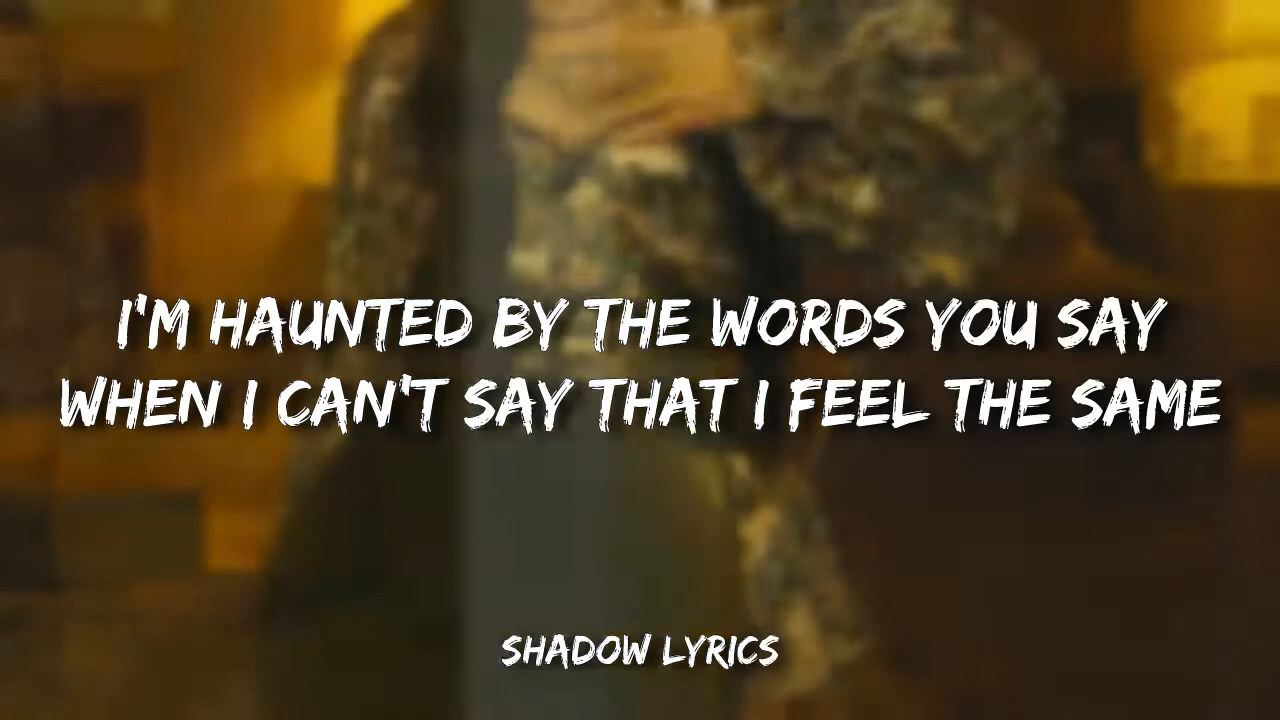 I'M HAUNTED BY THE WORDS YOU SAY
WHEN I CAN'T SAY THAT I FEEL THE SAME
SHADOW LYRICS